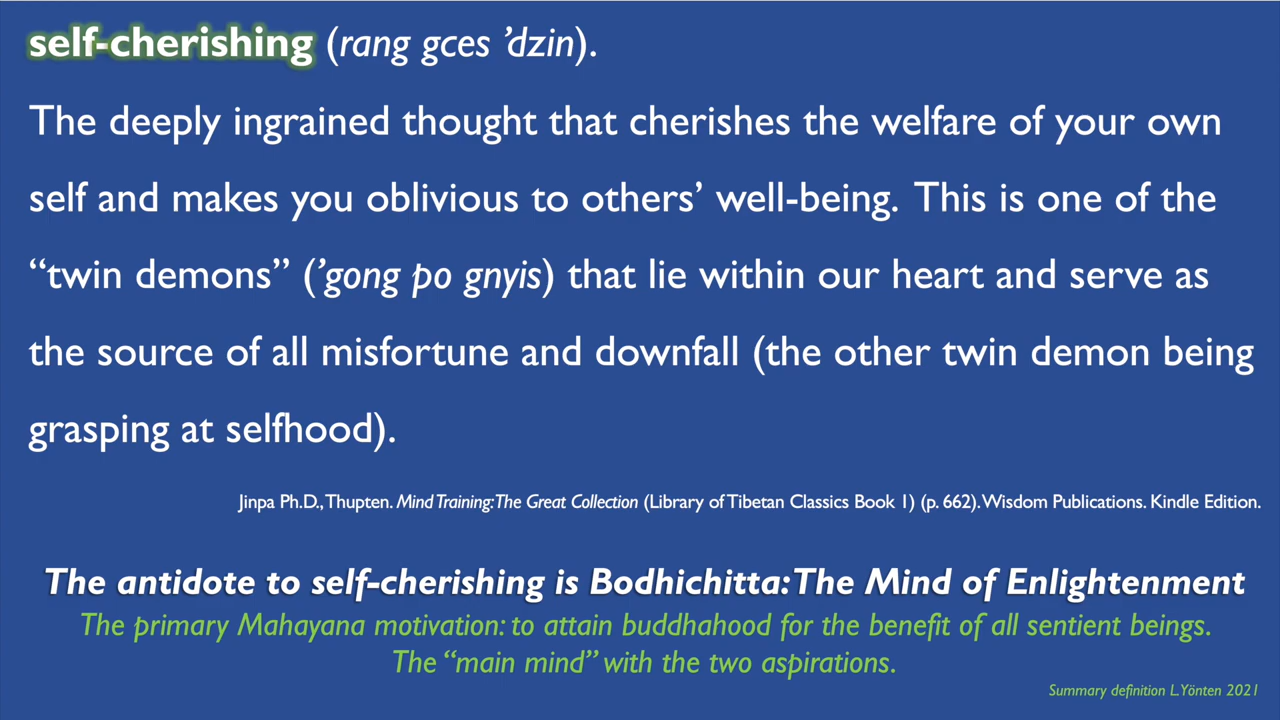 self-cherishing (rang gces ’dzin).
The deeply ingrained thought that cherishes the welfare of your own
self and makes you oblivious to others’ well-being. This is one of the
“twin demons” (’gong po gnyis) that lie within our heart and serve as
the source of all misfortune and downfall (the other twin demon being
grasping at selfhood).
Jinpa Ph.D., Thupten. Mind Training: The Great Collection (Library of Tibetan Classics Book 1) (p. 662). Wisdom Publications. Kindle Edition.
The antidote to self-cherishing is Bodhichitta: The Mind of Enlightenment
The primary Mahayana motivation: to attain buddhahood for the benefit of all sentient beings.
The “main mind” with the two aspirations.
Summary definition L.Yönten 2021